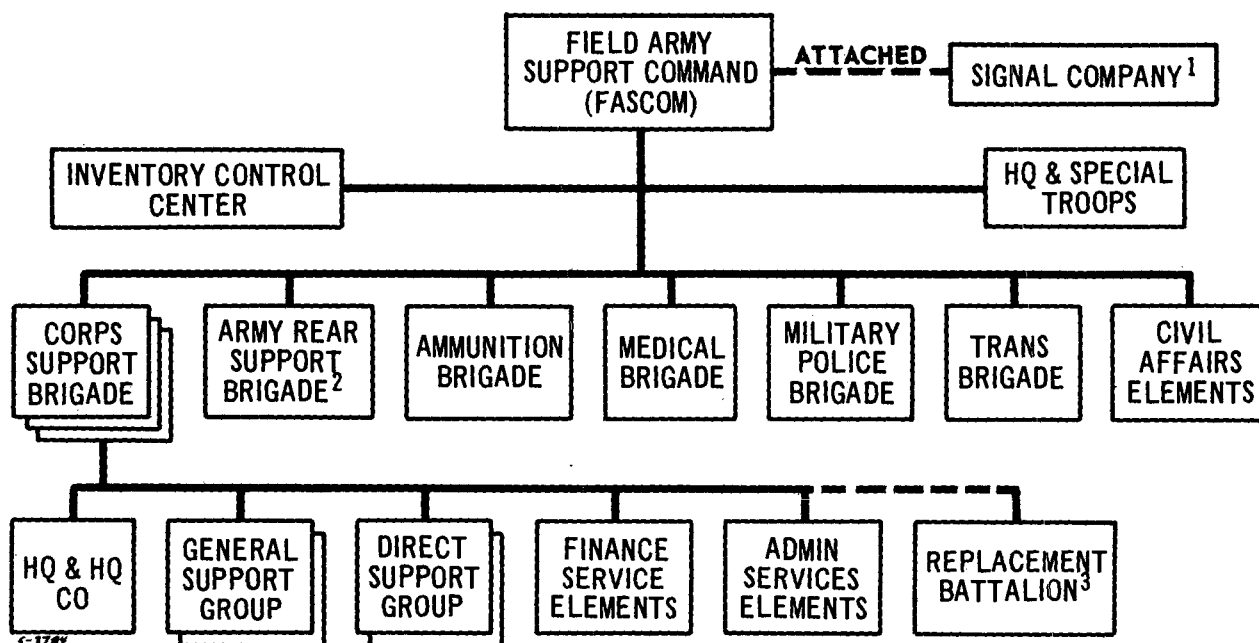 FIELD ARMY
SUPPORT COMMAND
(FASCOM)
ATTACHED
SIGNAL COMPANY1
INVENTORY CONTROL
CENTER
HQ & SPECIAL
TROOPS
CORPS
SUPPORT
BRIGADE
ARMY REAR
SUPPORT
BRIGADE2
AMMUNITION
BRIGADE
MEDICAL
BRIGADE
MILITARY
POLICE
BRIGADE
TRANS
BRIGADE
CIVIL
AFFAIRS
ELEMENTS
HQ & HQ
CO
GENERAL
SUPPORT
GROUP
DIRECT
SUPPORT
GROUP
FINANCE
SERVICE
ELEMENTS
ADMIN
SERVICES
ELEMENTS
REPLACEMENT
BATTALION3